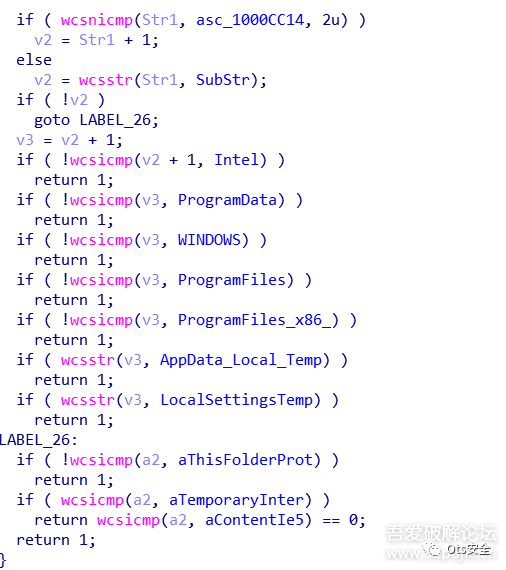 if ( wcsnicmp(Str1, asc_1000CC14, 2u) )
v2 = Str1 + 1;
else
v2 = wcsstr(Str1, SubStr);
if ( !v2 )
goto LABEL_26;
v3 = v2 + 1;
if ( !wcsicmp(v2 + 1, Intel) )
return 1;
if ( !wcsicmp(v3, ProgramData) )
return 1;
if ( !wcsicmp(v3, WINDOWS) )
return 1;
if ( !wcsicmp(v3, ProgramFiles) )
return 1;
if ( !wcsicmp(v3, ProgramFiles_x86_) )
return 1;
if ( wcsstr(v3, AppData_Local_Temp) )
return 1;
if ( wcsstr(v3, LocalSettingsTemp) )
return 1;
LABEL_26:
if ( !wcsicmp(a2, aThisFolderProt) )
return 1;
if ( wcsicmp(a2, aTemporaryInter) )
return wcsicmp(a2, aContentIe5) == 0;
return 1;
}
吾爱破解论坛
Ots安全